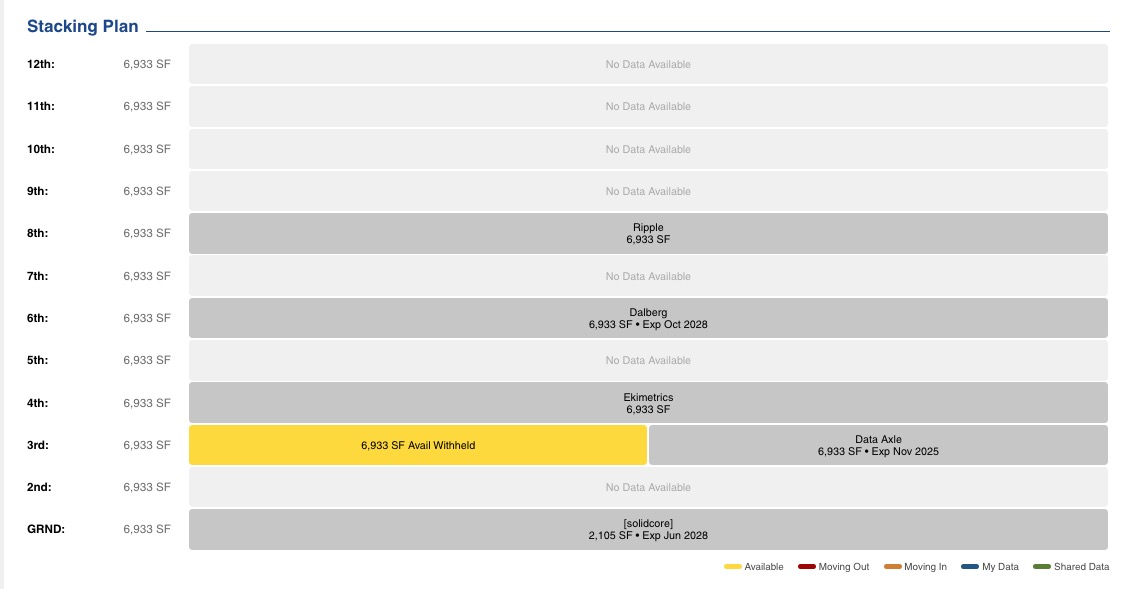 Stacking Plan
12th: 6,933 SF No Data Available
11th: 6,933 SF No Data Available
10th: 6,933 SF No Data Available
9th: 6,933 SF No Data Available
8th: 6,933 SF Ripple
6,933 SF
7th: 6,933 SF No Data Available
6th: 6,933 SF Dalberg
6,933 SF • Exp Oct 2028
5th: 6,933 SF No Data Available
4th: 6,933 SF Ekimetrics
6,933 SF
3rd: 6,933 SF 6,933 SF Avail Withheld Data Axle
6,933 SF • Exp Nov 2025
2nd: 6,933 SF No Data Available
GRND: 6,933 SF [solidcore]
2,105 SF • Exp Jun 2028
Available Moving Out Moving In My Data Shared Data